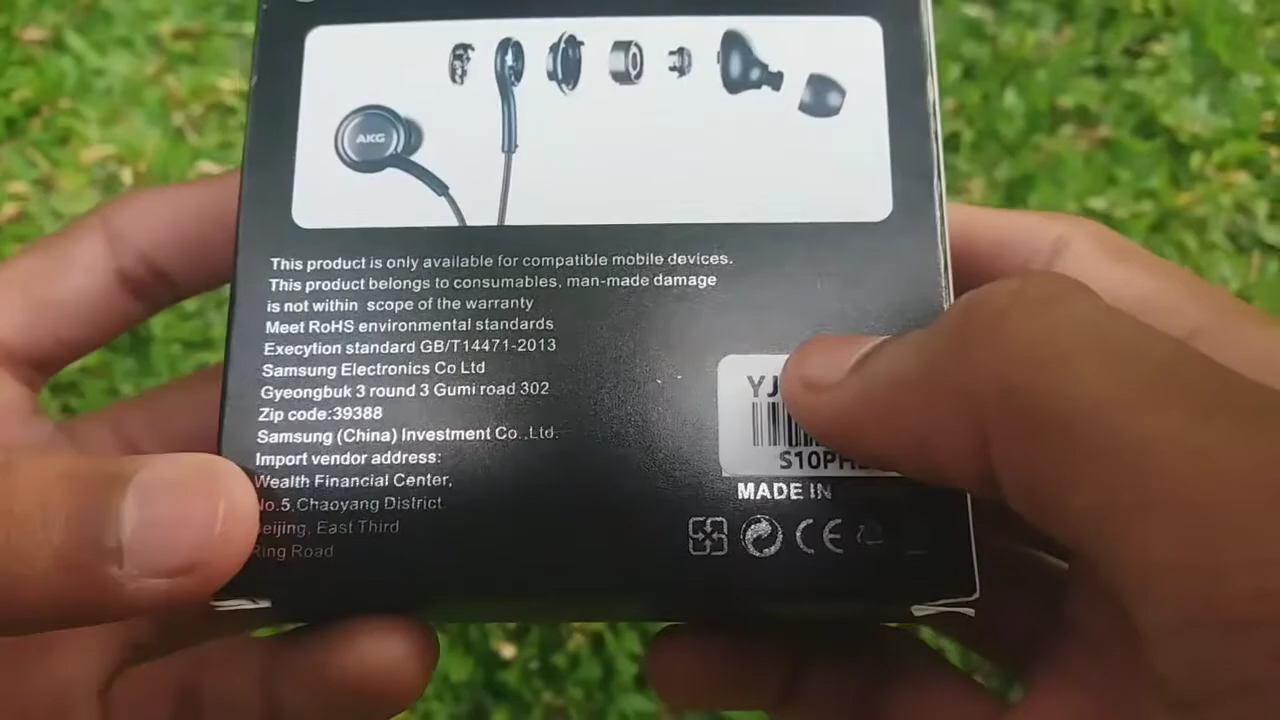 AKG
This product is only available for compatible mobile devices.
This product belongs to consumables, man-made damage
is not within scope of the warranty
Meet RoHS environmental standards
Execytion standard GB/T14471-2013
Samsung Electronics Co Ltd
Gyeongbuk 3 round 3 Gumi road 302
Zip code:39388
Samsung (China) Investment Co.,Ltd.
Import vendor address:
Wealth Financial Center,
No.5,Chaoyang District
Beijing, East Third
Ring Road
YJ
S10PH
MADE IN
CE